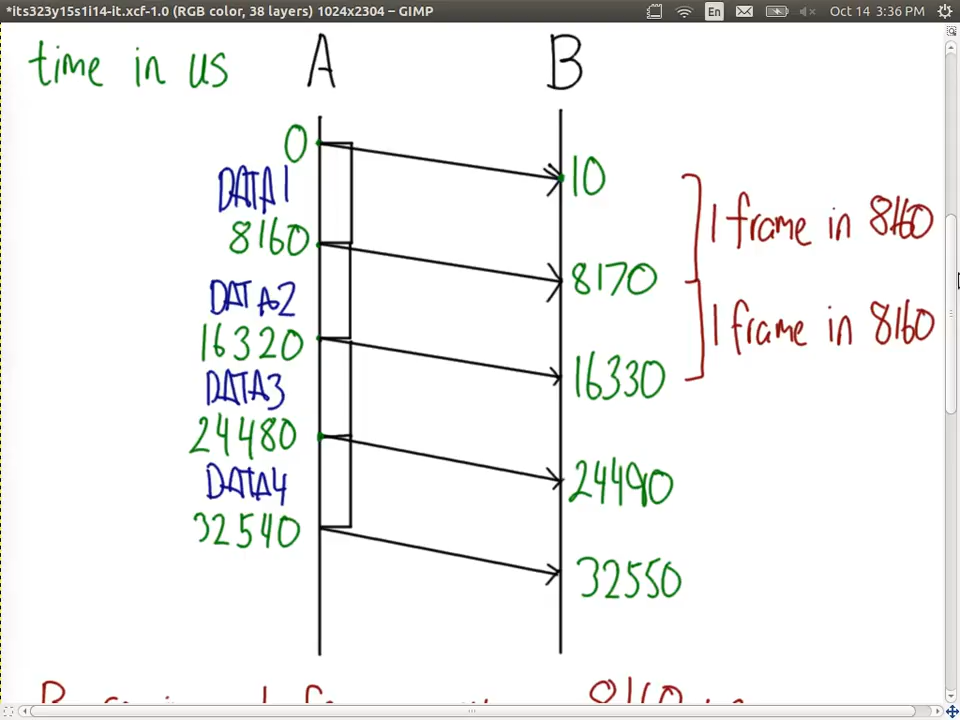 *its323y15s1i14-it.xcf-1.0 (RGB color, 38 layers) 1024x2304 – GIMP
En
Oct 14 3:36 PM
time in us
A
B
0
10
DATA1
1 frame in 8160
8160
8170
DATA2
1 frame in 8160
16320
16330
DATA3
24480
24490
DATA4
32540
32550